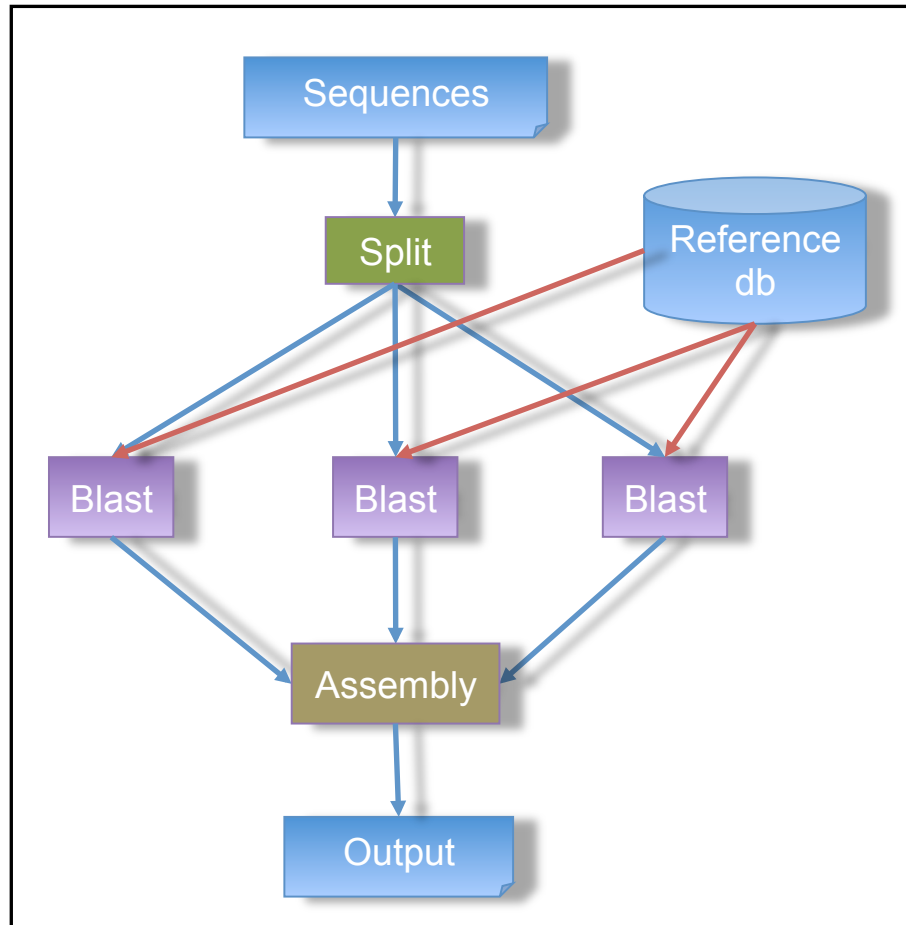 Sequences
Split
Reference
db
Blast
Blast
Blast
Assembly
Output